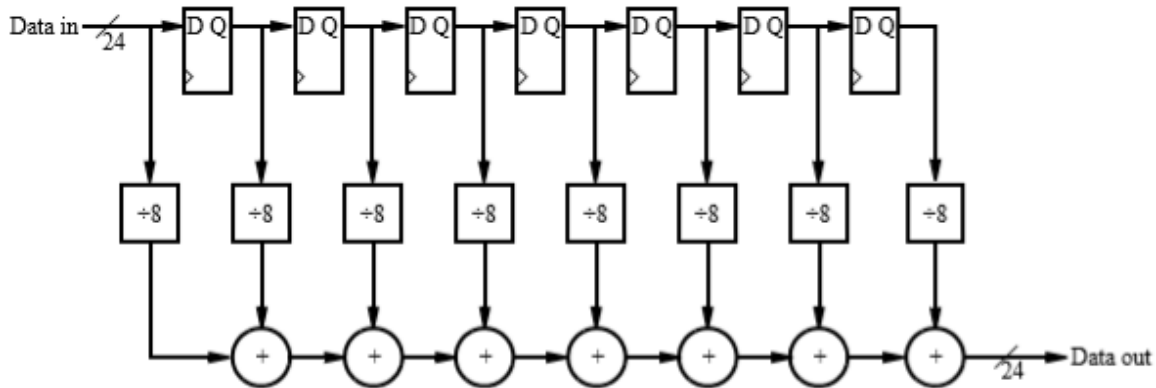 Data in 24 D Q D Q D Q D Q D Q D Q D Q
÷8 ÷8 ÷8 ÷8 ÷8 ÷8 ÷8 ÷8
+ + + + + + + 24 Data out